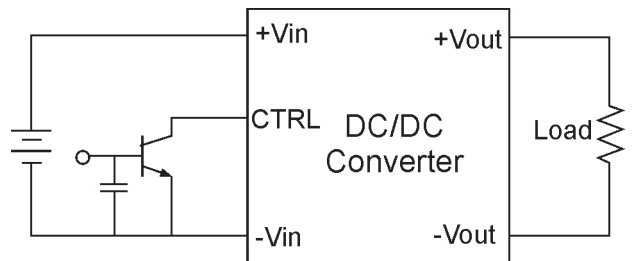 +Vin
+Vout
CTRL
DC/DC
Converter
Load
-Vin
-Vout